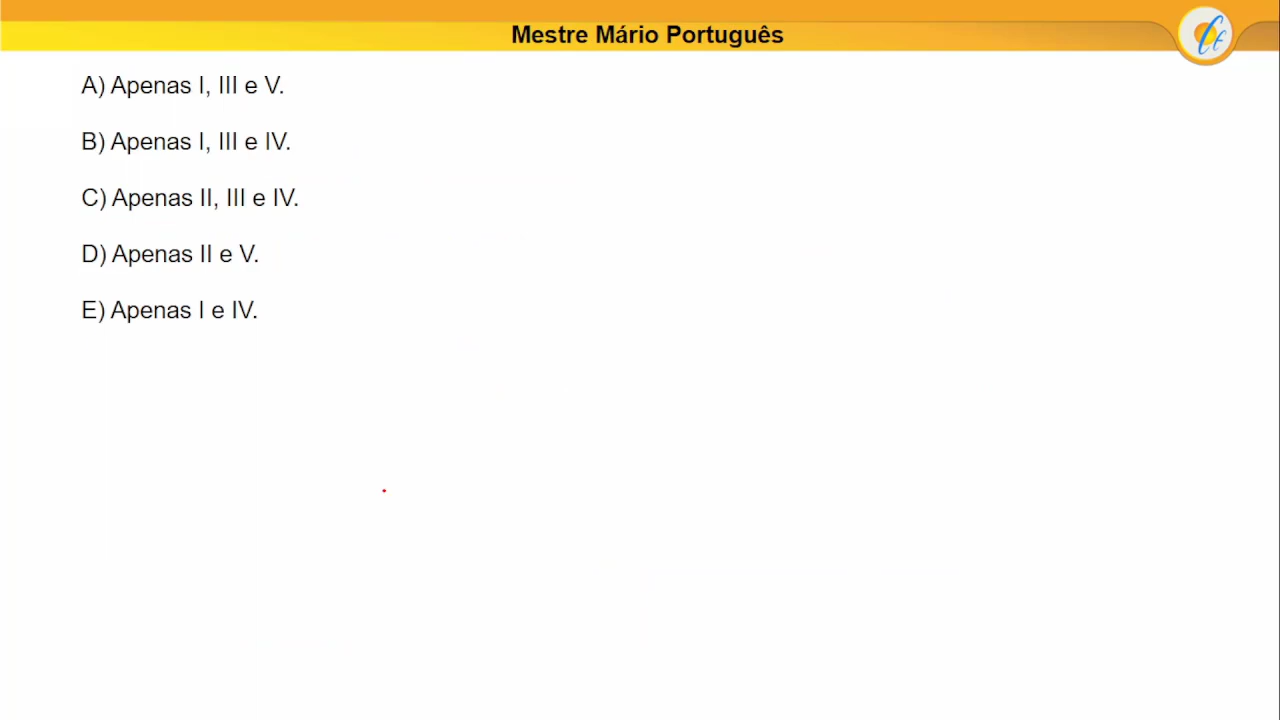 Mestre Mário Português
A) Apenas I, III e V.
B) Apenas I, III e IV.
C) Apenas II, III e IV.
D) Apenas II e V.
E) Apenas I e IV.